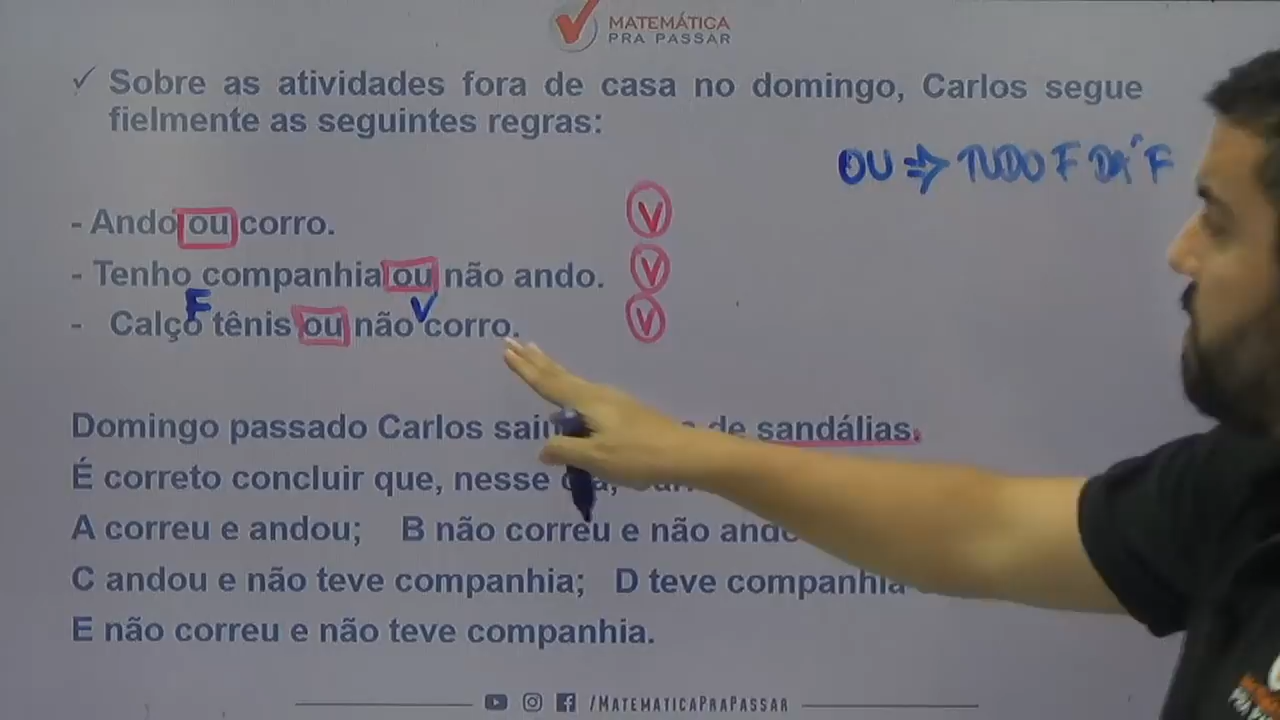 MATEMÁTICA
PRA PASSAR
✓ Sobre as atividades fora de casa no domingo, Carlos segue
fielmente as seguintes regras:
OU ⇒ TUDO F DÁ F
- Ando ou corro. V
- Tenho companhia ou não ando. V
F V
- Calço tênis ou não corro. V
Domingo passado Carlos saiu de sandálias.
É correto concluir que, nesse
A correu e andou; B não correu e não
C andou e não teve companhia; D teve companhia
E não correu e não teve companhia.
/MATEMATICAPRAPASSAR